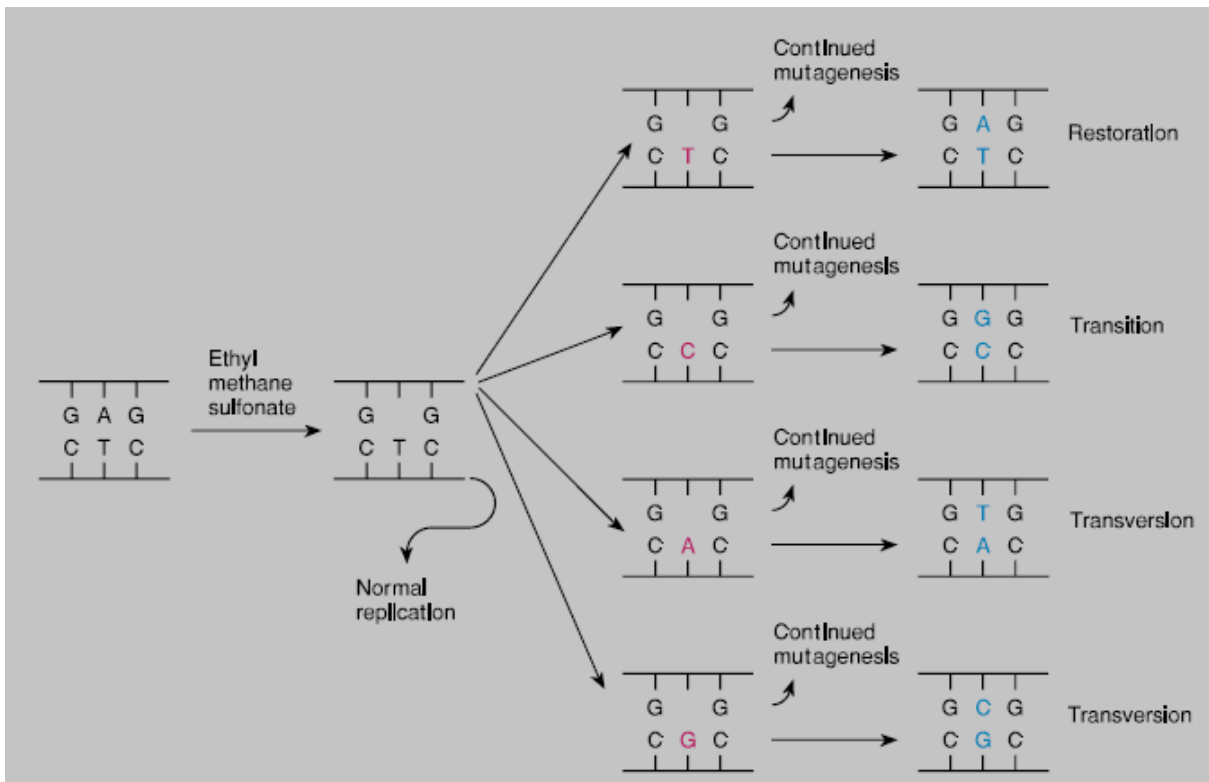 Continued
mutagenesis
G G
C T C
G A G
C T C
Restoration
Continued
mutagenesis
G G
C C C
G G G
C C C
Transition
Ethyl
methane
sulfonate
G A G
C T C
G G
C T C
Normal
replication
Continued
mutagenesis
G G
C A C
G T G
C A C
Transversion
Continued
mutagenesis
G G
C G C
G C G
C G C
Transversion